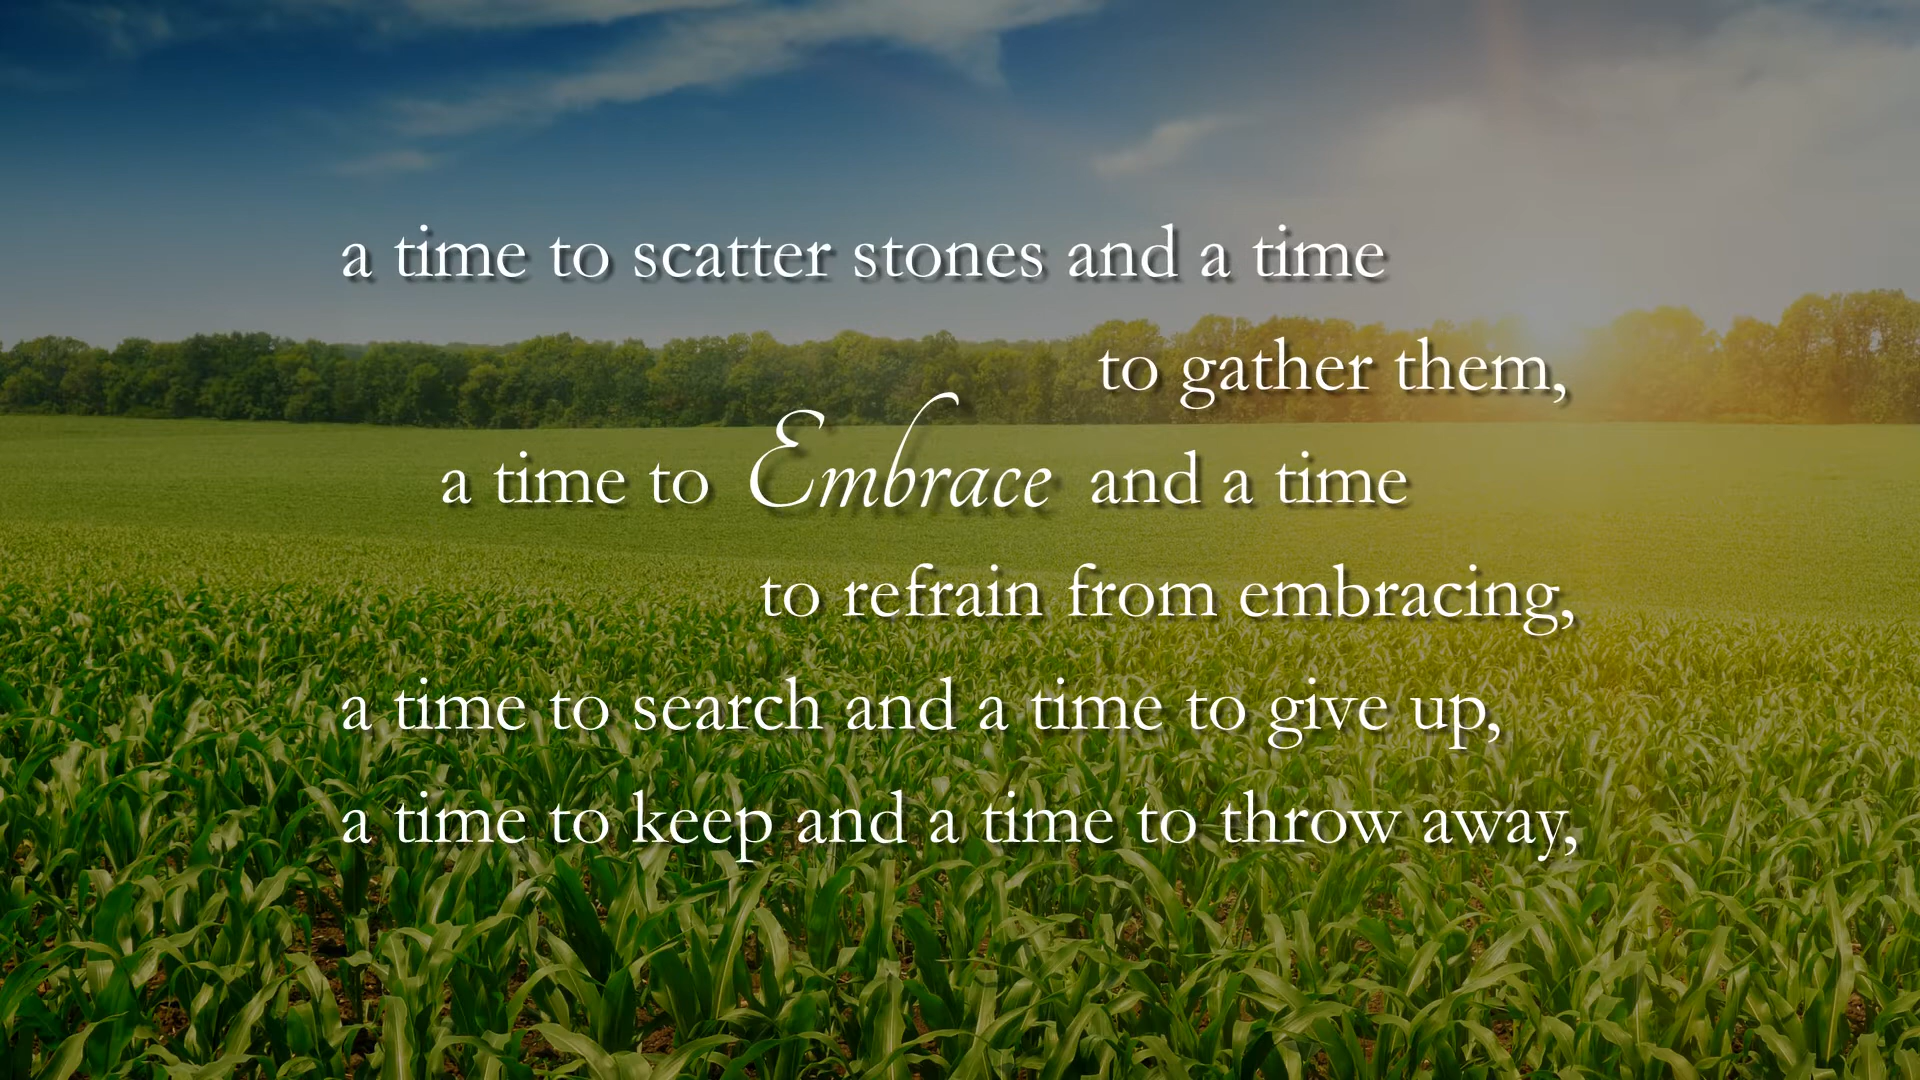 a time to scatter stones and a time
to gather them,
a time to Embrace and a time
to refrain from embracing,
a time to search and a time to give up,
a time to keep and a time to throw away,